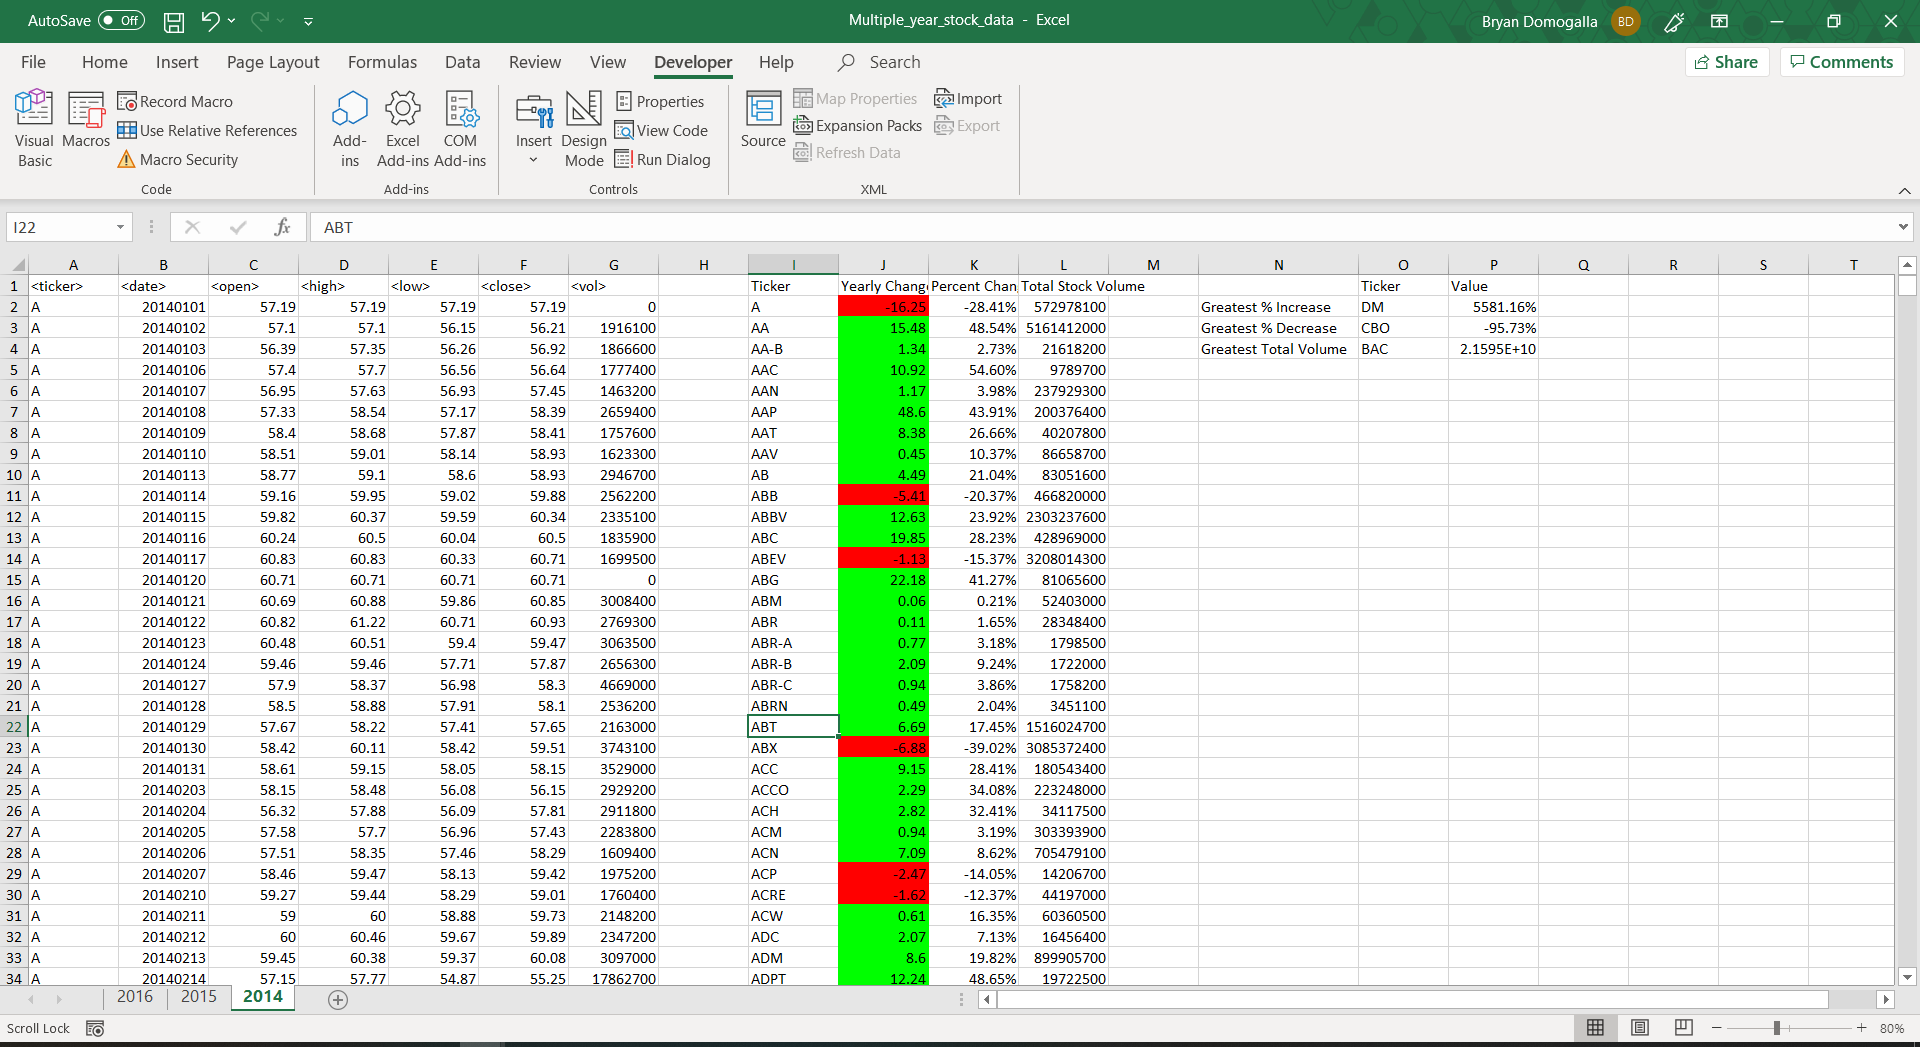 AutoSave Off Multiple_year_stock_data - Excel Bryan Domogalla BD
File Home Insert Page Layout Formulas Data Review View Developer Help Search Share Comments
Visual Basic Macros Record Macro Use Relative References Macro Security
Add-ins Excel Add-ins COM Add-ins
Insert Design Mode Properties View Code Run Dialog
Source Map Properties Expansion Packs Refresh Data Import Export
Code Add-ins Controls XML
I22 fx ABT
A B C D E F G H I J K L M N O P Q R S T
1 <ticker> <date> <open> <high> <low> <close> <vol> Ticker Yearly Chang Percent Chan Total Stock Volume Ticker Value
2 A 20140101 57.19 57.19 57.19 57.19 0 A -16.25 -28.41% 572978100 Greatest % Increase DM 5581.16%
3 A 20140102 57.1 57.1 56.15 56.21 1916100 AA 15.48 48.54% 5161412000 Greatest % Decrease CBO -95.73%
4 A 20140103 56.39 57.35 56.26 56.92 1866600 AA-B 1.34 2.73% 21618200 Greatest Total Volume BAC 2.1595E+10
5 A 20140106 57.4 57.7 56.56 56.64 1777400 AAC 10.92 54.60% 9789700
6 A 20140107 56.95 57.63 56.93 57.45 1463200 AAN 1.17 3.98% 237929300
7 A 20140108 57.33 58.54 57.17 58.39 2659400 AAP 48.6 43.91% 200376400
8 A 20140109 58.4 58.68 57.87 58.41 1757600 AAT 8.38 26.66% 40207800
9 A 20140110 58.51 59.01 58.14 58.93 1623300 AAV 0.45 10.37% 86658700
10 A 20140113 58.77 59.1 58.6 58.93 2946700 AB 4.49 21.04% 83051600
11 A 20140114 59.16 59.95 59.02 59.88 2562200 ABB -5.41 -20.37% 466820000
12 A 20140115 59.82 60.37 59.59 60.34 2335100 ABBV 12.63 23.92% 2303237600
13 A 20140116 60.24 60.5 60.04 60.5 1835900 ABC 19.85 28.23% 428969000
14 A 20140117 60.83 60.83 60.33 60.71 1699500 ABEV -1.13 -15.37% 3208014300
15 A 20140120 60.71 60.71 60.71 60.71 0 ABG 22.18 41.27% 81065600
16 A 20140121 60.69 60.88 59.86 60.85 3008400 ABM 0.06 0.21% 52403000
17 A 20140122 60.82 61.22 60.71 60.93 2769300 ABR 0.11 1.65% 28348400
18 A 20140123 60.48 60.51 59.4 59.47 3063500 ABR-A 0.77 3.18% 1798500
19 A 20140124 59.46 59.46 57.71 57.87 2656300 ABR-B 2.09 9.24% 1722000
20 A 20140127 57.9 58.37 56.98 58.3 4669000 ABR-C 0.94 3.86% 1758200
21 A 20140128 58.5 58.88 57.91 58.1 2536200 ABRN 0.49 2.04% 3451100
22 A 20140129 57.67 58.22 57.41 57.65 2163000 ABT 6.69 17.45% 1516024700
23 A 20140130 58.42 60.11 58.42 59.51 3743100 ABX -6.88 -39.02% 3085372400
24 A 20140131 58.61 59.15 58.05 58.15 3529000 ACC 9.15 28.41% 180543400
25 A 20140203 58.15 58.48 56.08 56.15 2929200 ACCO 2.29 34.08% 223248000
26 A 20140204 56.32 57.88 56.09 57.81 2911800 ACH 2.82 32.41% 34117500
27 A 20140205 57.58 57.7 56.96 57.43 2283800 ACM 0.94 3.19% 303393900
28 A 20140206 57.51 58.35 57.46 58.29 1609400 ACN 7.09 8.62% 705479100
29 A 20140207 58.46 59.47 58.13 59.42 1975200 ACP -2.47 -14.05% 14206700
30 A 20140210 59.27 59.44 58.29 59.01 1760400 ACRE -1.62 -12.37% 44197000
31 A 20140211 59 60 58.88 59.73 2148200 ACW 0.61 16.35% 60360500
32 A 20140212 60 60.46 59.67 59.89 2347200 ADC 2.07 7.13% 16456400
33 A 20140213 59.45 60.38 59.37 60.08 3097000 ADM 8.6 19.82% 899905700
34 A 20140214 57.15 57.77 54.87 55.25 17862700 ADPT 12.24 48.65% 19722500
2016 2015 2014
Scroll Lock 80%